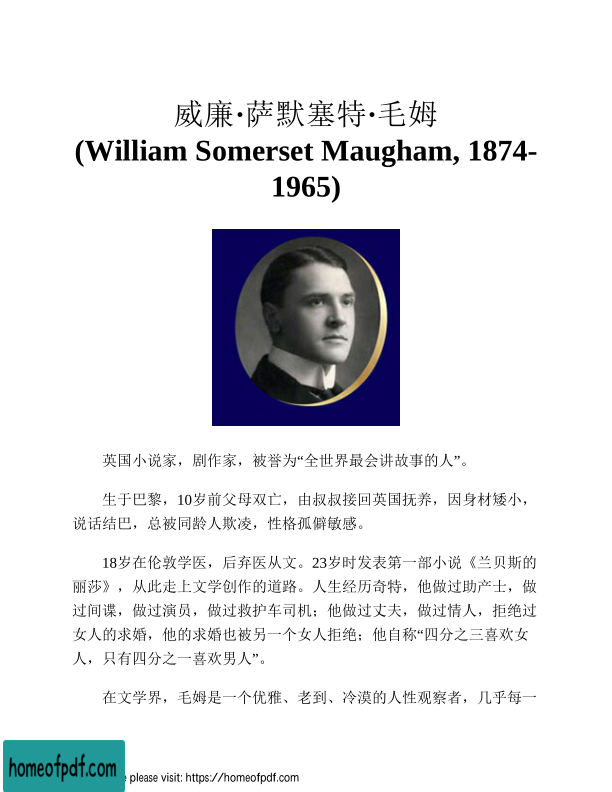 威廉·萨默塞特·毛姆
(William Somerset Maugham, 1874-
1965)
英国小说家，剧作家，被誉为“全世界最会讲故事的人”。
生于巴黎，10岁前父母双亡，由叔叔接回英国抚养，因身材矮小，
说话结巴，总被同龄人欺凌，性格孤僻敏感。
18岁在伦敦学医，后弃医从文。23岁时发表第一部小说《兰贝斯的
丽莎》，从此走上文学创作的道路。人生经历奇特，他做过助产士，做
过间谍，做过演员，做过救护车司机；他做过丈夫，做过情人，拒绝过
女人的求婚，他的求婚也被另一个女人拒绝；他自称“四分之三喜欢女
人，只有四分之一喜欢男人”。
在文学界，毛姆是一个优雅、老到、冷漠的人性观察者，几乎每一
homeofpdf.com
please visit: https://homeofpdf.com